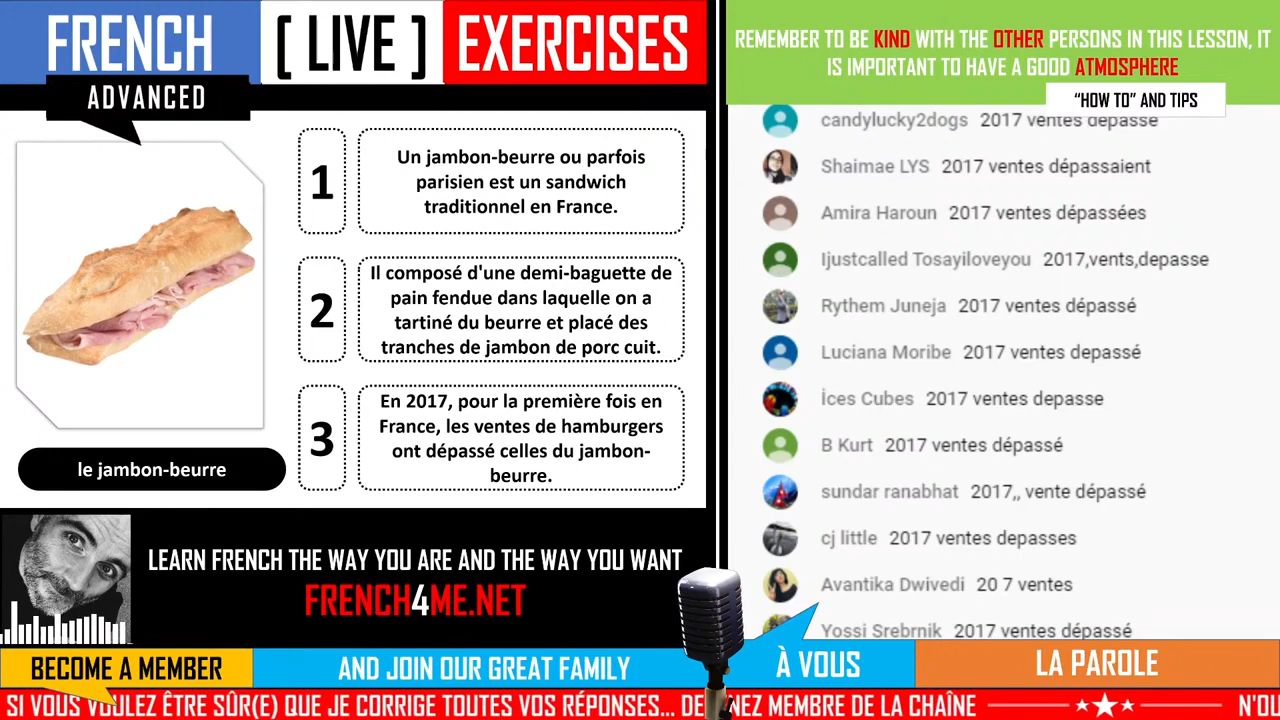 FRENCH [ LIVE ] EXERCISES
ADVANCED
1
Un jambon-beurre ou parfois
parisien est un sandwich
traditionnel en France.
2
Il composé d'une demi-baguette de
pain fendue dans laquelle on a
tartiné du beurre et placé des
tranches de jambon de porc cuit.
3
En 2017, pour la première fois en
France, les ventes de hamburgers
ont dépassé celles du jambon-
beurre.
le jambon-beurre
LEARN FRENCH THE WAY YOU ARE AND THE WAY YOU WANT
FRENCH4ME.NET
REMEMBER TO BE KIND WITH THE OTHER PERSONS IN THIS LESSON, IT
IS IMPORTANT TO HAVE A GOOD ATMOSPHERE
“HOW TO” AND TIPS
candylucky2dogs 2017 ventes depassé
Shaimae LYS 2017 ventes dépassaient
Amira Haroun 2017 ventes dépassées
Ijustcalled Tosayiloveyou 2017,vents,depasse
Rythem Juneja 2017 ventes dépassé
Luciana Moribe 2017 ventes depassé
İces Cubes 2017 ventes depasse
B Kurt 2017 ventes dépassé
sundar ranabhat 2017,, vente dépassé
cj little 2017 ventes depasses
Avantika Dwivedi 20 7 ventes
Yossi Srebrnik 2017 ventes dépassé
BECOME A MEMBER AND JOIN OUR GREAT FAMILY
À VOUS LA PAROLE
SI VOUS VOULEZ ÊTRE SÛR(E) QUE JE CORRIGE TOUTES VOS RÉPONSES... DE NEZ MEMBRE DE LA CHAÎNE N'OU